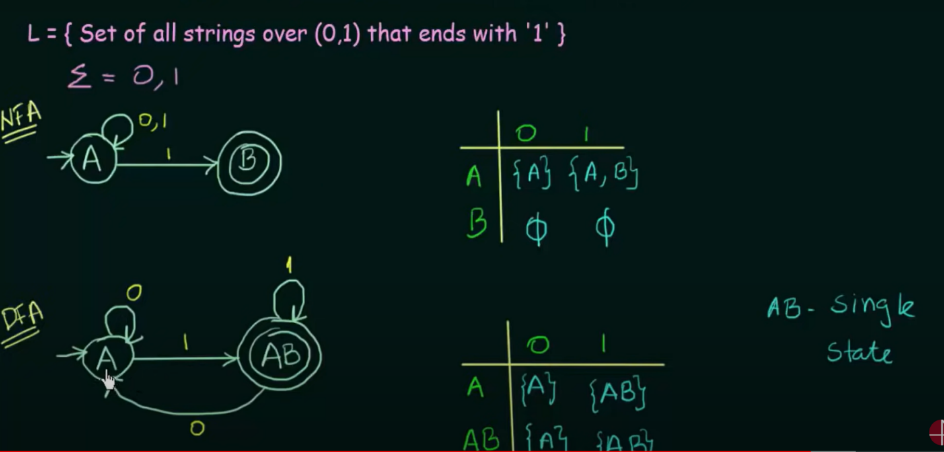 L = { Set of all strings over (0,1) that ends with '1' }
Σ = 0, 1
NFA
0,1
A
1
B
0 1
A {A} {A, B}
B ϕ ϕ
DFA
0
1
A
1
AB
0
0 1
A {A} {AB}
AB {A} {AB}
AB - Single
State